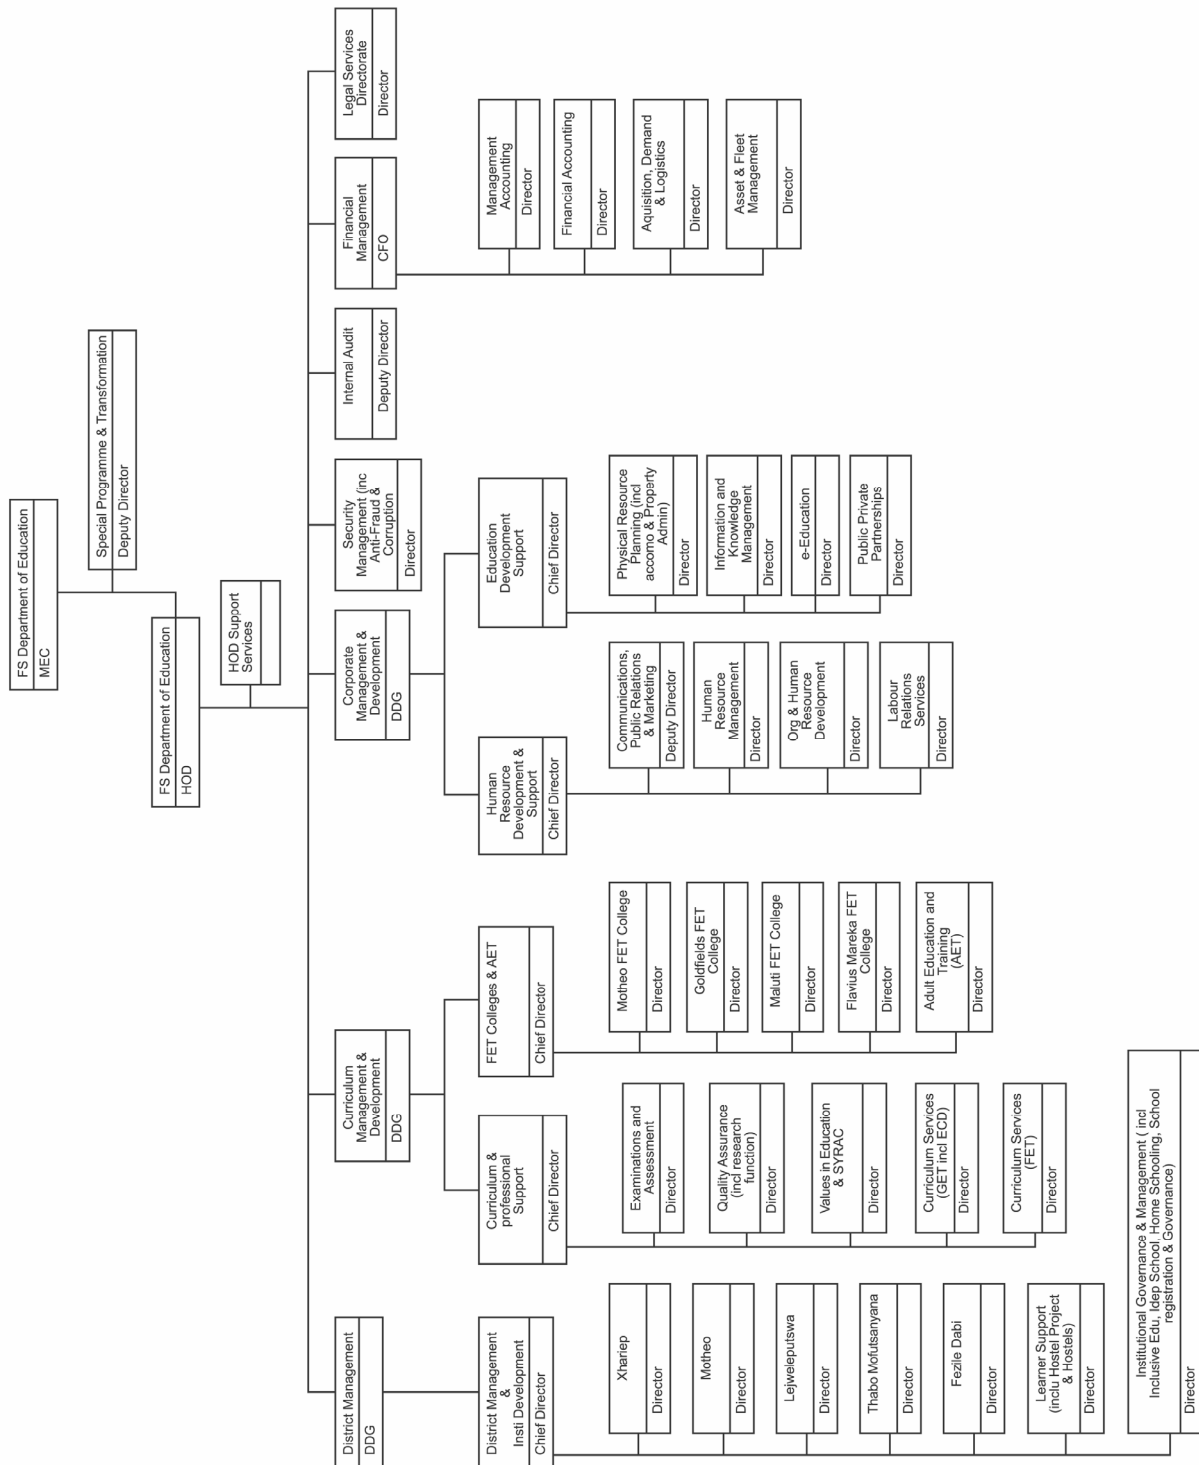 FS Department of Education
MEC
Special Programme & Transformation
Deputy Director
FS Department of Education
HOD
HOD Support
Services
District Management
DDG
Curriculum
Management &
Development
DDG
Corporate
Management &
Development
DDG
Security
Management (inc
Anti-Fraud &
Corruption
Director
Internal Audit
Deputy Director
Financial
Management
CFO
Legal Services
Directorate
Director
District Management
&
Insti Development
Chief Director
Xhariep
Director
Motheo
Director
Lejweleputswa
Director
Thabo Mofutsanyana
Director
Fezile Dabi
Director
Learner Support
(inclu Hostel Project
& Hostels)
Director
Institutional Governance & Management ( incl
Inclusive Edu, Idep School, Home Schooling, School
registration & Governance)
Director
Curriculum &
professional
Support
Chief Director
Examinations and
Assessment
Director
Quality Assurance
(incl research
function)
Director
Values in Education
& SYRAC
Director
Curriculum Services
(GET incl ECD)
Director
Curriculum Services
(FET)
Director
FET Colleges & AET
Chief Director
Motheo FET College
Director
Goldfields FET
College
Director
Maluti FET College
Director
Flavius Mareka FET
College
Director
Adult Education and
Training
(AET)
Director
Human
Resource
Development &
Support
Chief Director
Communications,
Public Relations
& Marketing
Deputy Director
Human
Resource
Management
Director
Org & Human
Resource
Development
Director
Labour
Relations
Services
Director
Education
Development
Support
Chief Director
Physical Resource
Planning (incl
accomo & Property
Admin)
Director
Information and
Knowledge
Management
Director
e-Education
Director
Public Private
Partnerships
Director
Management
Accounting
Director
Financial Accounting
Director
Aquisition, Demand
& Logistics
Director
Asset & Fleet
Management
Director